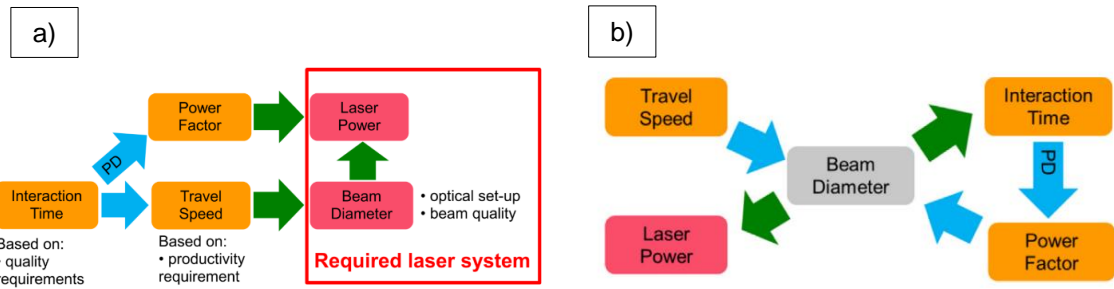 a)
Power
Factor
Laser
Power
PD
Interaction
Time
Travel
Speed
Beam
Diameter
• optical set-up
• beam quality
Based on:
• quality
requirements
Based on:
• productivity
requirement
Required laser system
b)
Travel
Speed
Interaction
Time
Beam
Diameter
PD
Laser
Power
Power
Factor